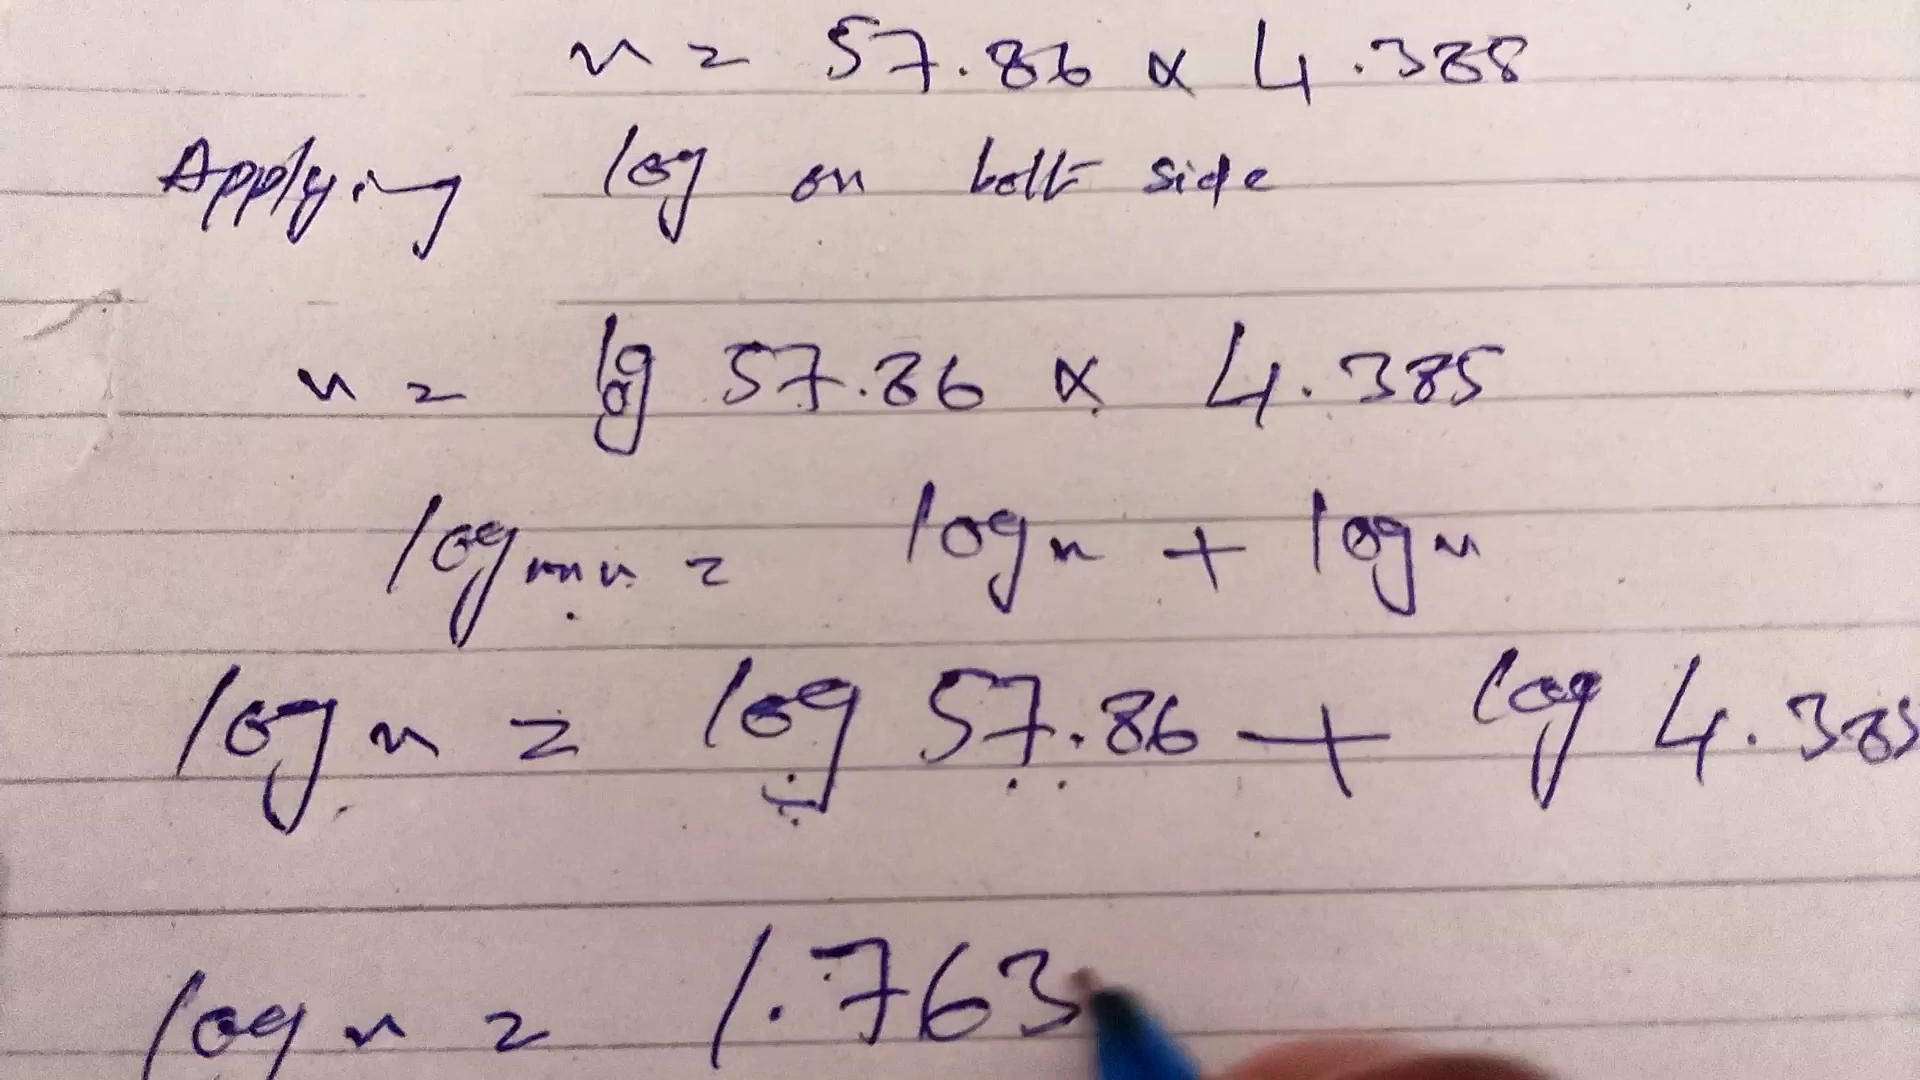 x = 57.86 × 4.385
Applying log on both side
x = log 57.86 × 4.385
log mn = log m + log n
log x = log 57.86 + log 4.385
log x = 1.763